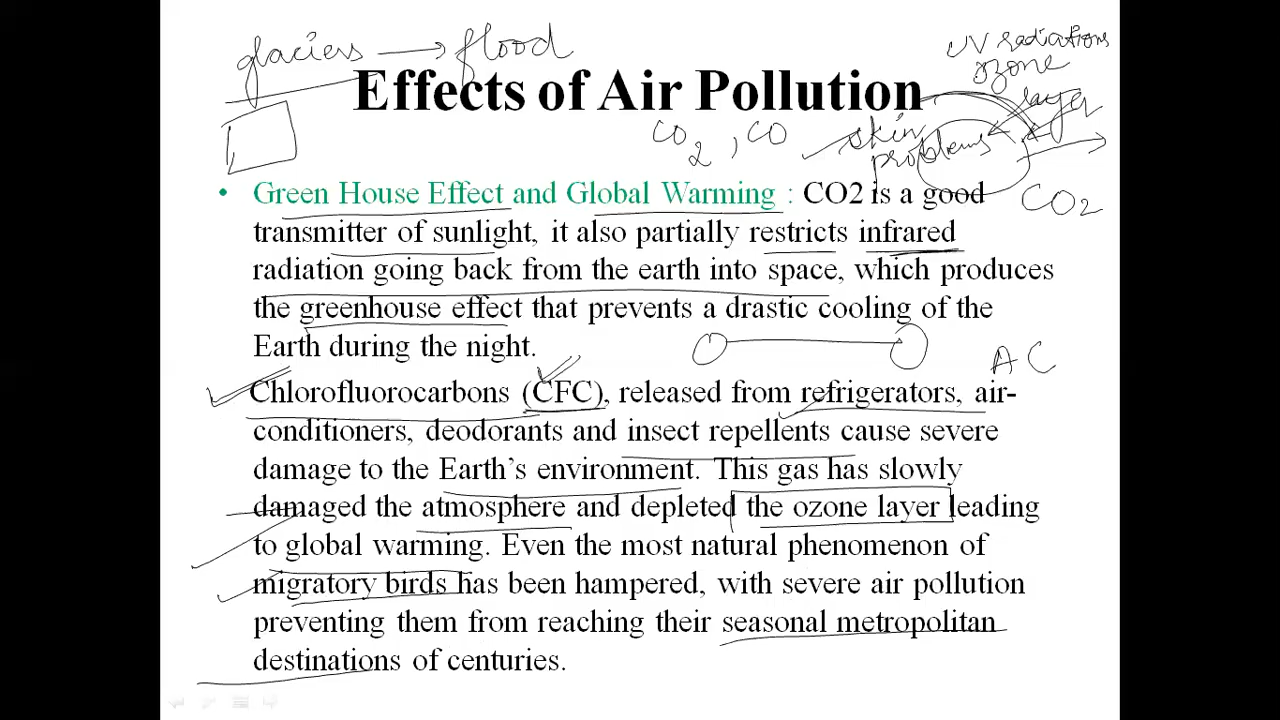 glaciers → flood
UV radiations
ozone
layer
Effects of Air Pollution
CO2, CO
skin
problems
CO2
• Green House Effect and Global Warming : CO2 is a good
transmitter of sunlight, it also partially restricts infrared
radiation going back from the earth into space, which produces
the greenhouse effect that prevents a drastic cooling of the
Earth during the night.
AC
Chlorofluorocarbons (CFC), released from refrigerators, air-
conditioners, deodorants and insect repellents cause severe
damage to the Earth's environment. This gas has slowly
damaged the atmosphere and depleted the ozone layer leading
to global warming. Even the most natural phenomenon of
migratory birds has been hampered, with severe air pollution
preventing them from reaching their seasonal metropolitan
destinations of centuries.